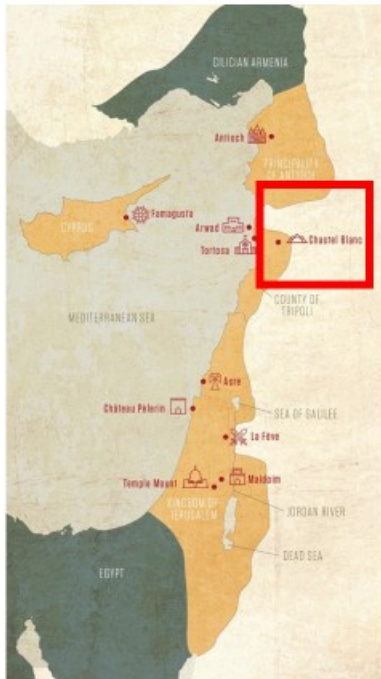 CILICIAN ARMENIA
Antioch
PRINCIPALITY
OF ANTIOCH
CYPRUS
Famagusta
Arwad
Tortosa
Chastel Blanc
COUNTY OF
TRIPOLI
MEDITERRANEAN SEA
Acre
Château Pèlerin
SEA OF GALILEE
La Fève
Temple Mount
Maldoim
KINGDOM OF
JERUSALEM
JORDAN RIVER
DEAD SEA
EGYPT